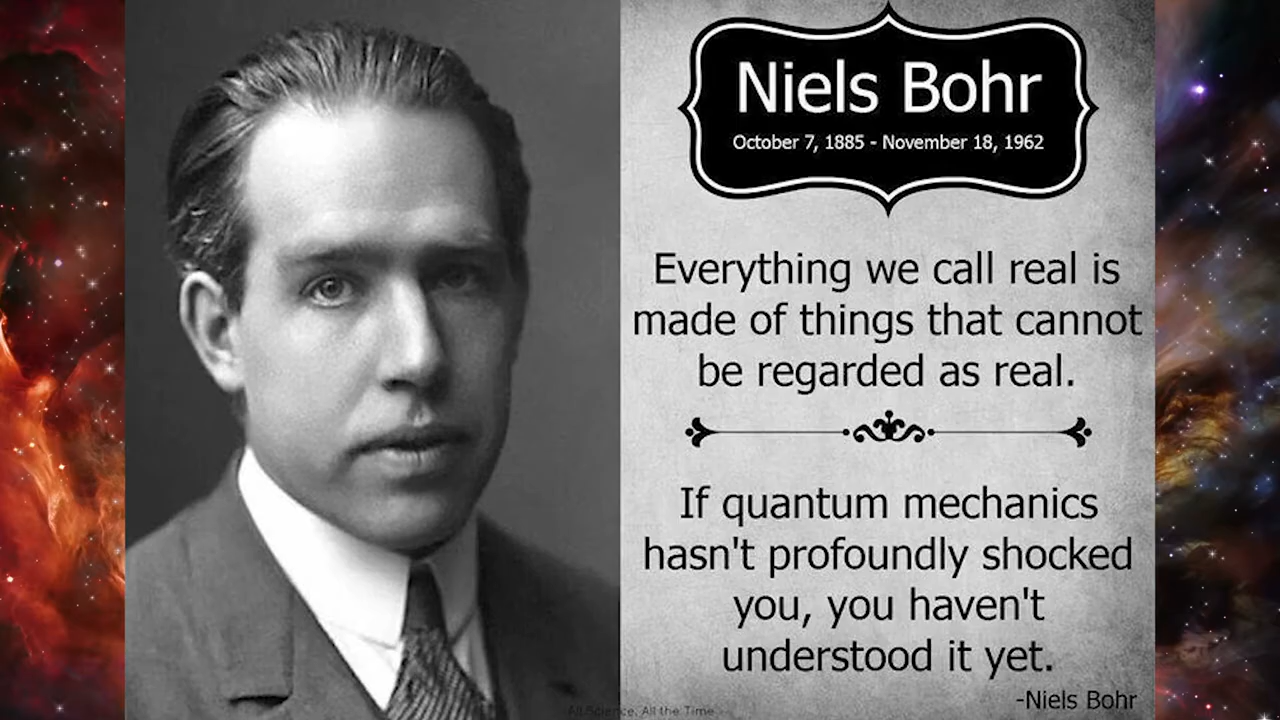 Niels Bohr
October 7, 1885 - November 18, 1962
Everything we call real is
made of things that cannot
be regarded as real.
If quantum mechanics
hasn't profoundly shocked
you, you haven't
understood it yet.
-Niels Bohr
All Science, All the Time